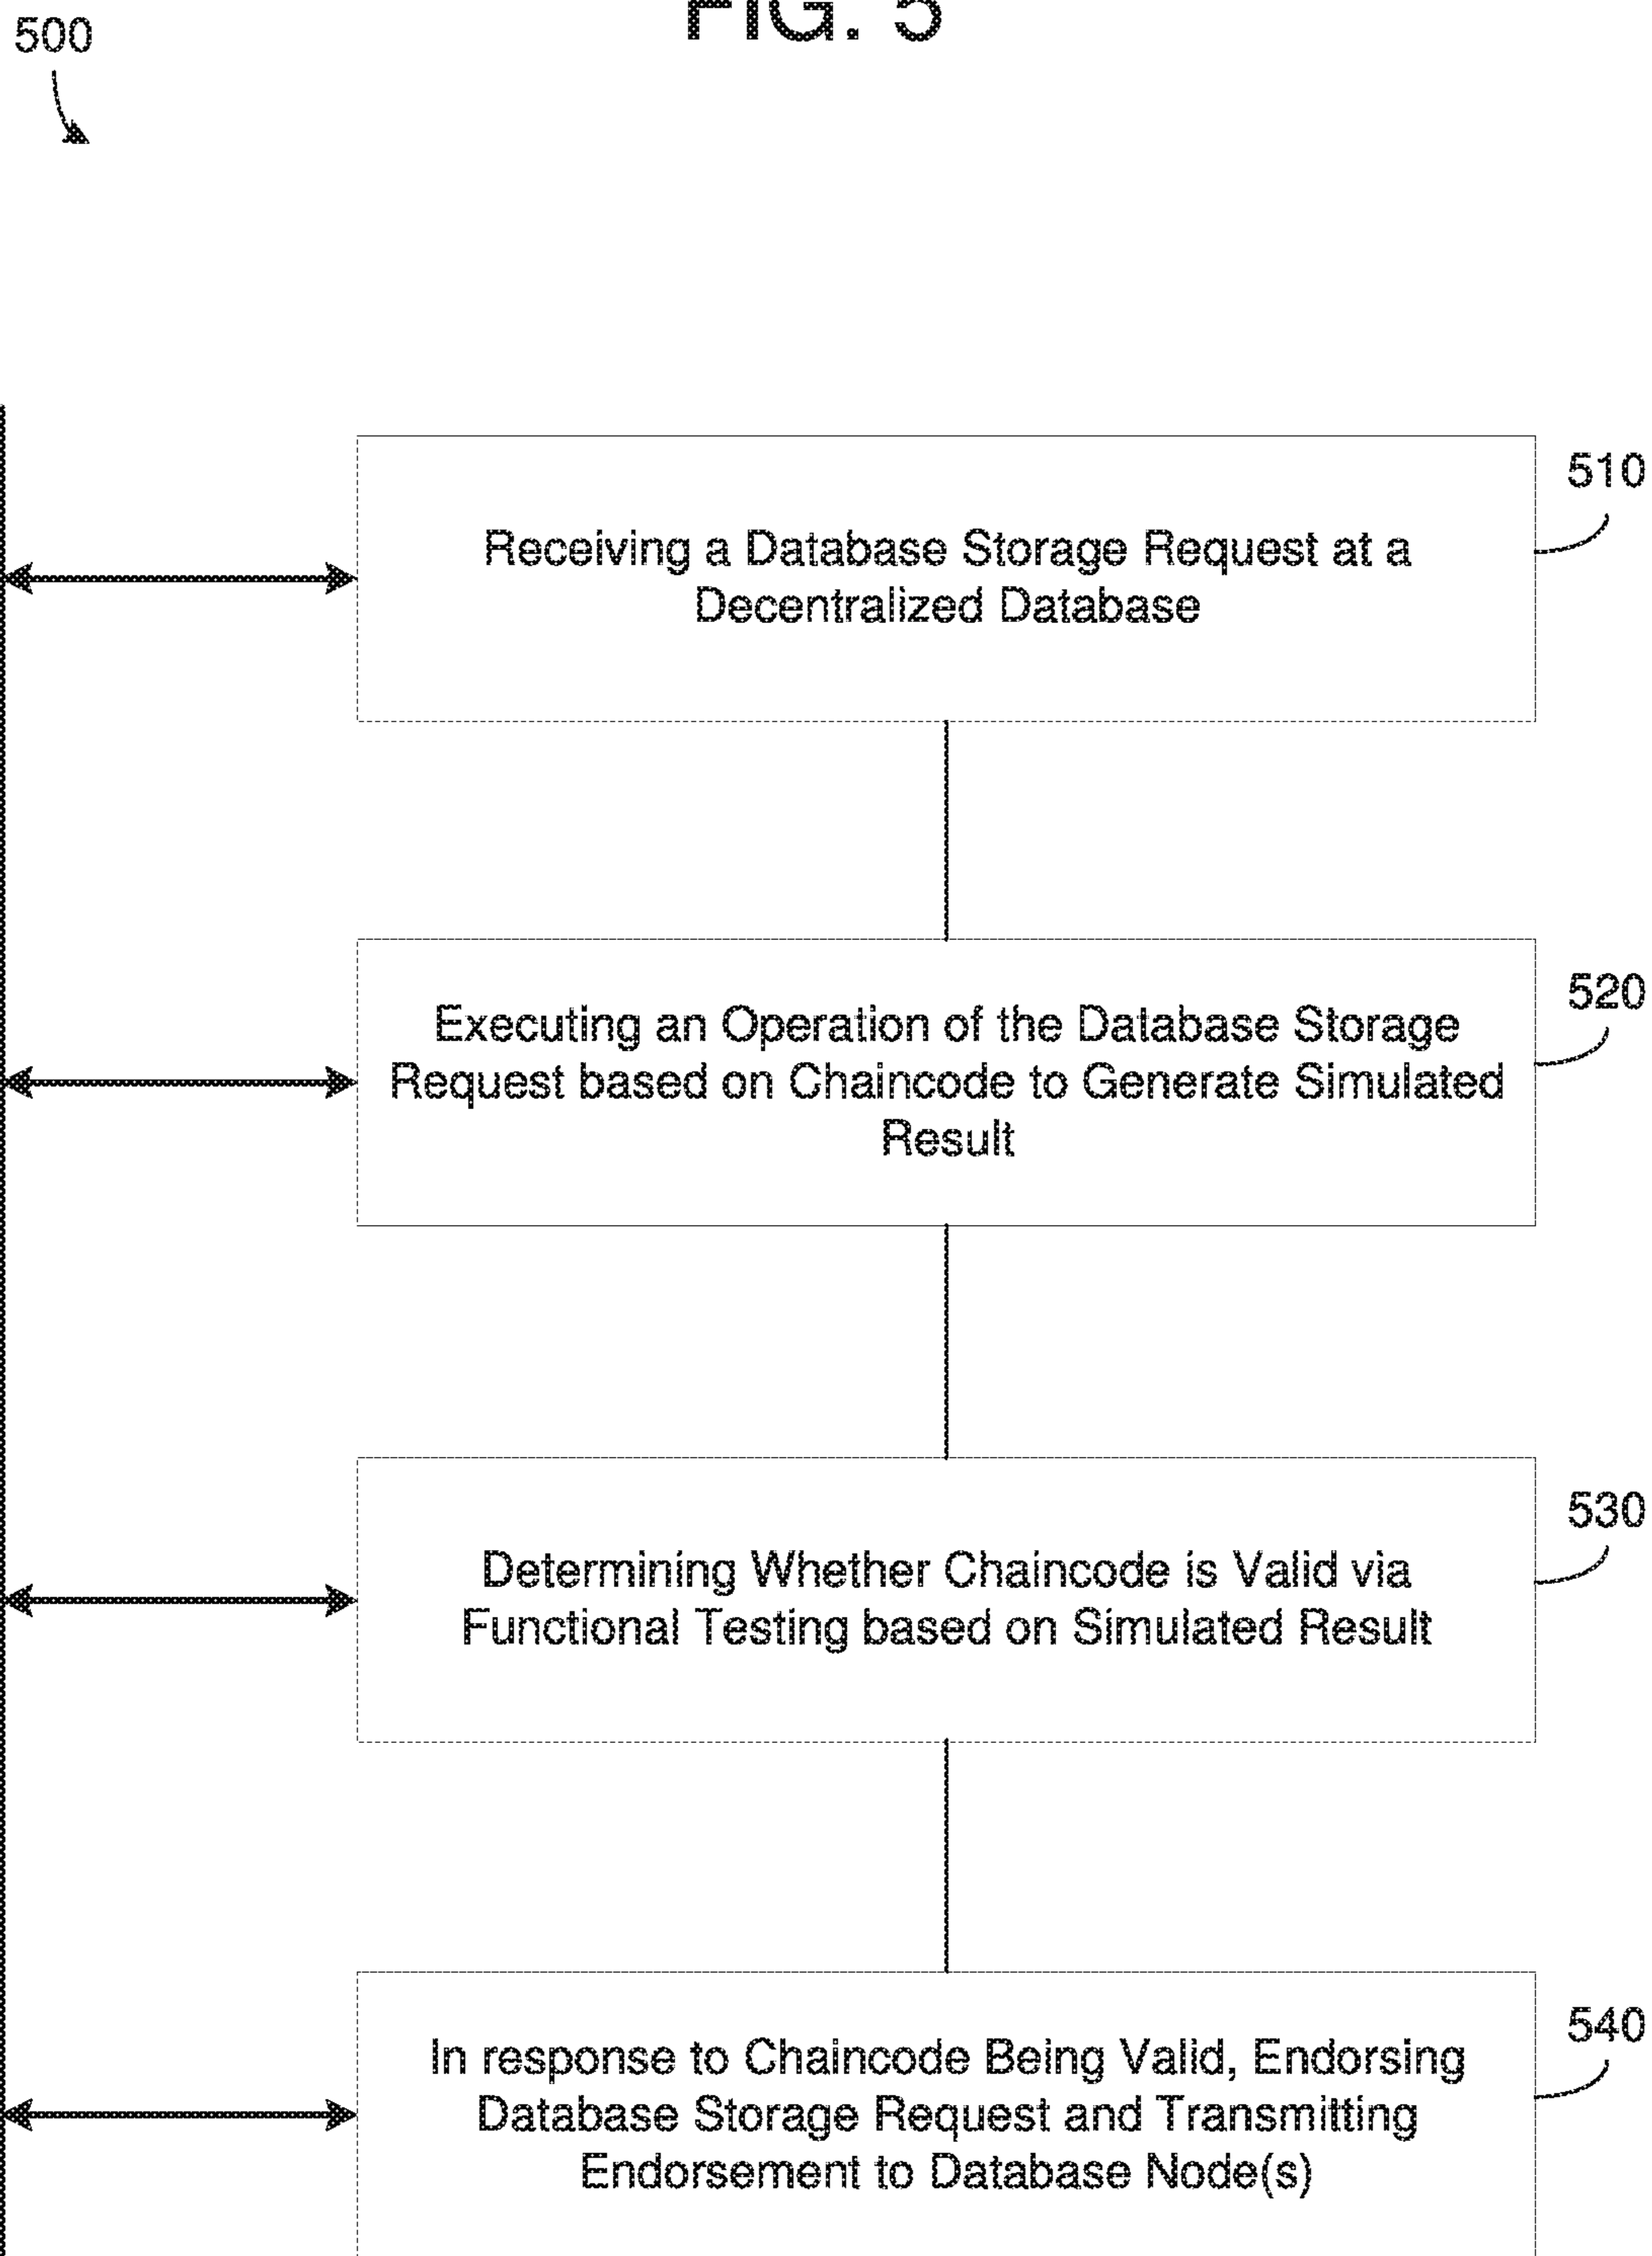 FIG. 5
500
510
Receiving a Database Storage Request at a
Decentralized Database
520
Executing an Operation of the Database Storage
Request based on Chaincode to Generate Simulated
Result
530
Determining Whether Chaincode is Valid via
Functional Testing based on Simulated Result
540
In response to Chaincode Being Valid, Endorsing
Database Storage Request and Transmitting
Endorsement to Database Node(s)